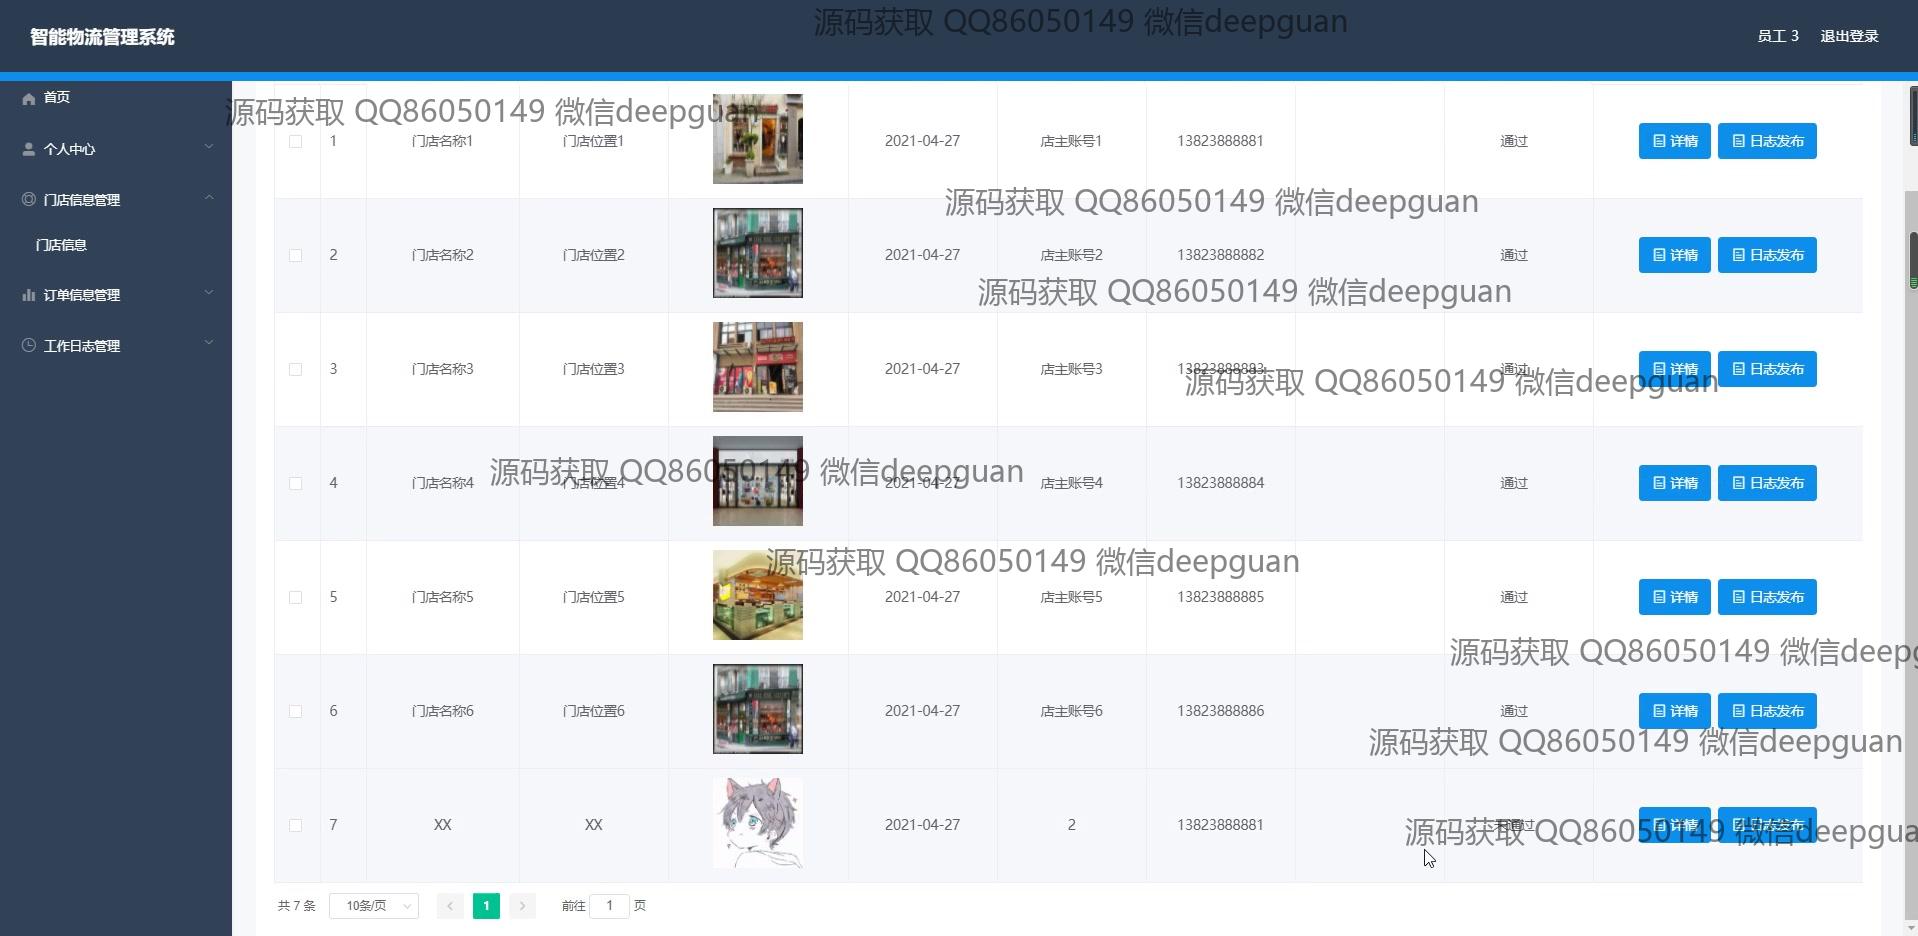 源码获取 QQ86050149 微信deepguan
智能物流管理系统
员工 3 退出登录
首页
个人中心
门店信息管理
门店信息
订单信息管理
工作日志管理
源码获取 QQ86050149 微信deepguan
1 门店名称1 门店位置1 2021-04-27 店主账号1 13823888881 通过 详情 日志发布
源码获取 QQ86050149 微信deepguan
2 门店名称2 门店位置2 2021-04-27 店主账号2 13823888882 通过 详情 日志发布
源码获取 QQ86050149 微信deepguan
3 门店名称3 门店位置3 2021-04-27 店主账号3 13823888883 通过 详情 日志发布
源码获取 QQ86050149 微信deepguan
源码获取 QQ86050149 微信deepguan
4 门店名称4 门店位置4 2021-04-27 店主账号4 13823888884 通过 详情 日志发布
源码获取 QQ86050149 微信deepguan
5 门店名称5 门店位置5 2021-04-27 店主账号5 13823888885 通过 详情 日志发布
源码获取 QQ86050149 微信deepg
6 门店名称6 门店位置6 2021-04-27 店主账号6 13823888886 通过 详情 日志发布
源码获取 QQ86050149 微信deepguan
7 XX XX 2021-04-27 2 13823888881 未通过 详情 日志发布
源码获取 QQ86050149 微信deepgua
共 7 条 10条/页 1 前往 1 页